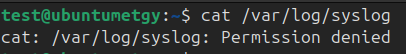 test@ubuntumetgy:~$ cat /var/log/syslog
cat: /var/log/syslog: Permission denied